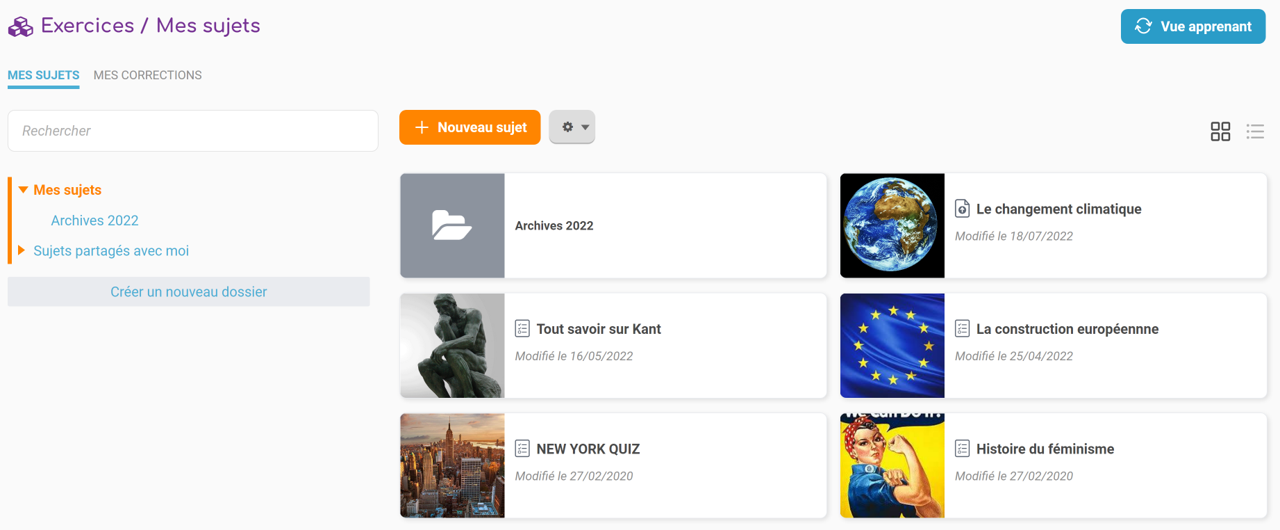 Exercices / Mes sujets
Vue apprenant
MES SUJETS
MES CORRECTIONS
Rechercher
Nouveau sujet
Mes sujets
Archives 2022
Sujets partagés avec moi
Créer un nouveau dossier
Archives 2022
Le changement climatique
Modifié le 18/07/2022
Tout savoir sur Kant
Modifié le 16/05/2022
La construction européennne
Modifié le 25/04/2022
NEW YORK QUIZ
Modifié le 27/02/2020
We Can Do It!
Histoire du féminisme
Modifié le 27/02/2020